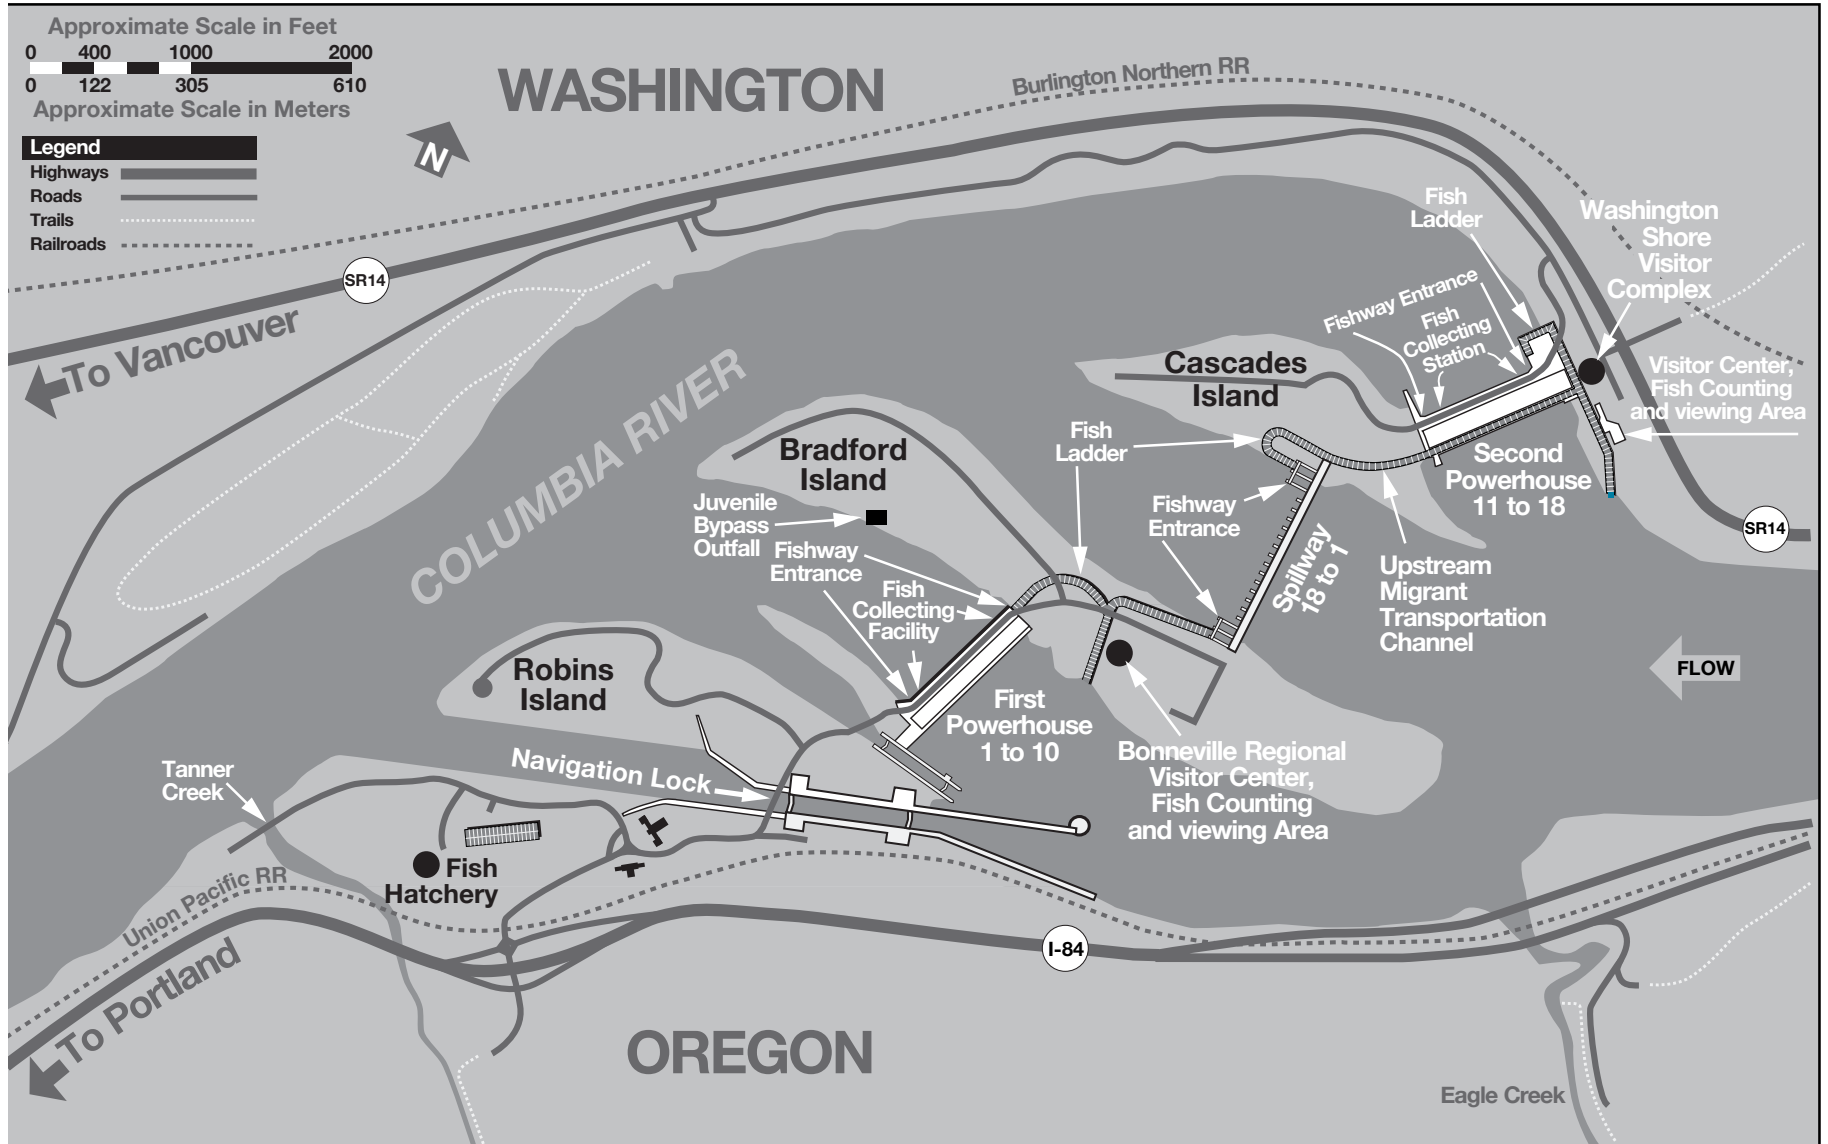 Approximate Scale in Feet
0 400 1000 2000
0 122 305 610
Approximate Scale in Meters
Legend
Highways
Roads
Trails
Railroads
N
WASHINGTON
Burlington Northern RR
SR14
To Vancouver
COLUMBIA RIVER
Fish
Ladder
Washington
Shore
Visitor
Complex
Fishway Entrance
Fish
Collecting
Station
Visitor Center,
Fish Counting
and viewing Area
Cascades
Island
Second
Powerhouse
11 to 18
SR14
Fish
Ladder
Bradford
Island
Juvenile
Bypass
Outfall
Fishway
Entrance
Fish
Collecting
Facility
Fishway
Entrance
Spillway
18 to 1
Upstream
Migrant
Transportation
Channel
FLOW
Robins
Island
First
Powerhouse
1 to 10
Bonneville Regional
Visitor Center,
Fish Counting
and viewing Area
Navigation Lock
Tanner
Creek
Fish
Hatchery
Union Pacific RR
To Portland
I-84
OREGON
Eagle Creek